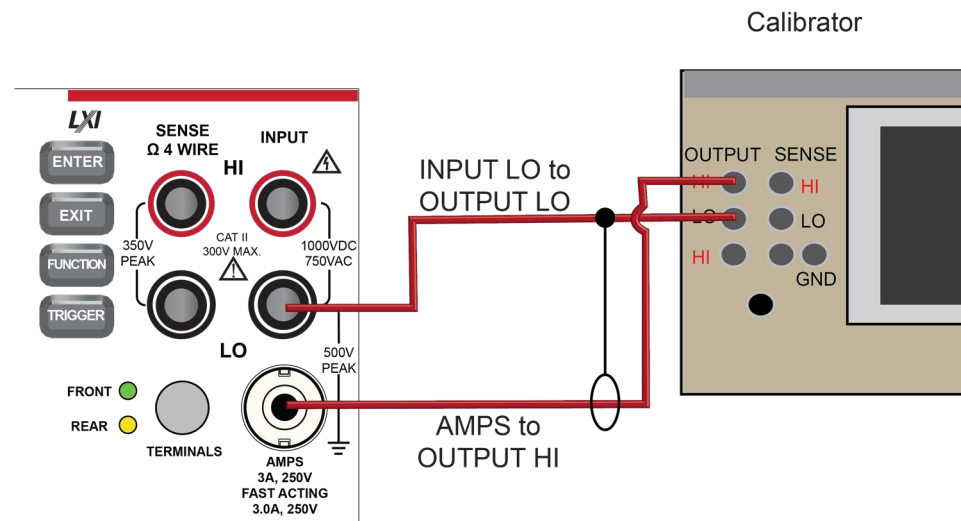 Calibrator
LXI
SENSE
Ω 4 WIRE
INPUT
HI
ENTER
EXIT
FUNCTION
TRIGGER
350V
PEAK
CAT II
300V MAX.
1000VDC
750VAC
LO
500V
PEAK
FRONT
REAR
TERMINALS
AMPS
3A, 250V
FAST ACTING
3.0A, 250V
INPUT LO to
OUTPUT LO
AMPS to
OUTPUT HI
OUTPUT SENSE
HI HI
LO LO
HI
GND